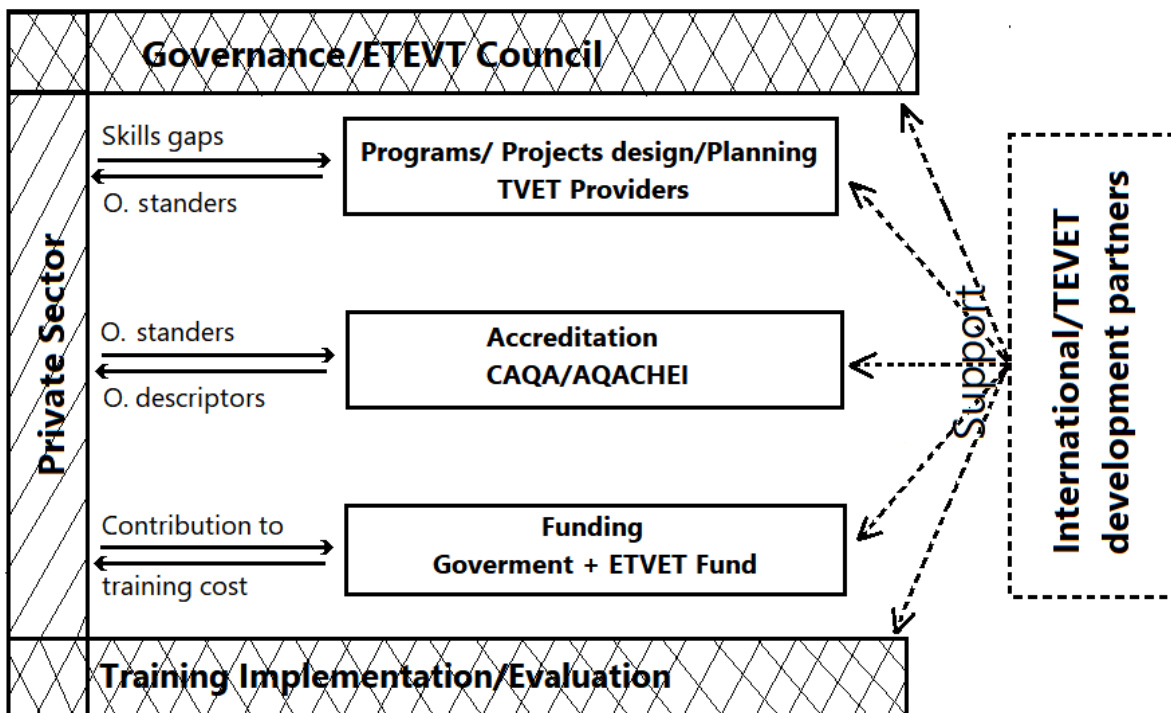 Governance/ETEVT Council
Skills gaps
O. standers
Programs/ Projects design/Planning
TVET Providers
Private Sector
O. standers
O. descriptors
Accreditation
CAQA/AQACHEI
Contribution to
training cost
Funding
Goverment + ETVET Fund
Support
International/TEVET
development partners
Training Implementation/Evaluation